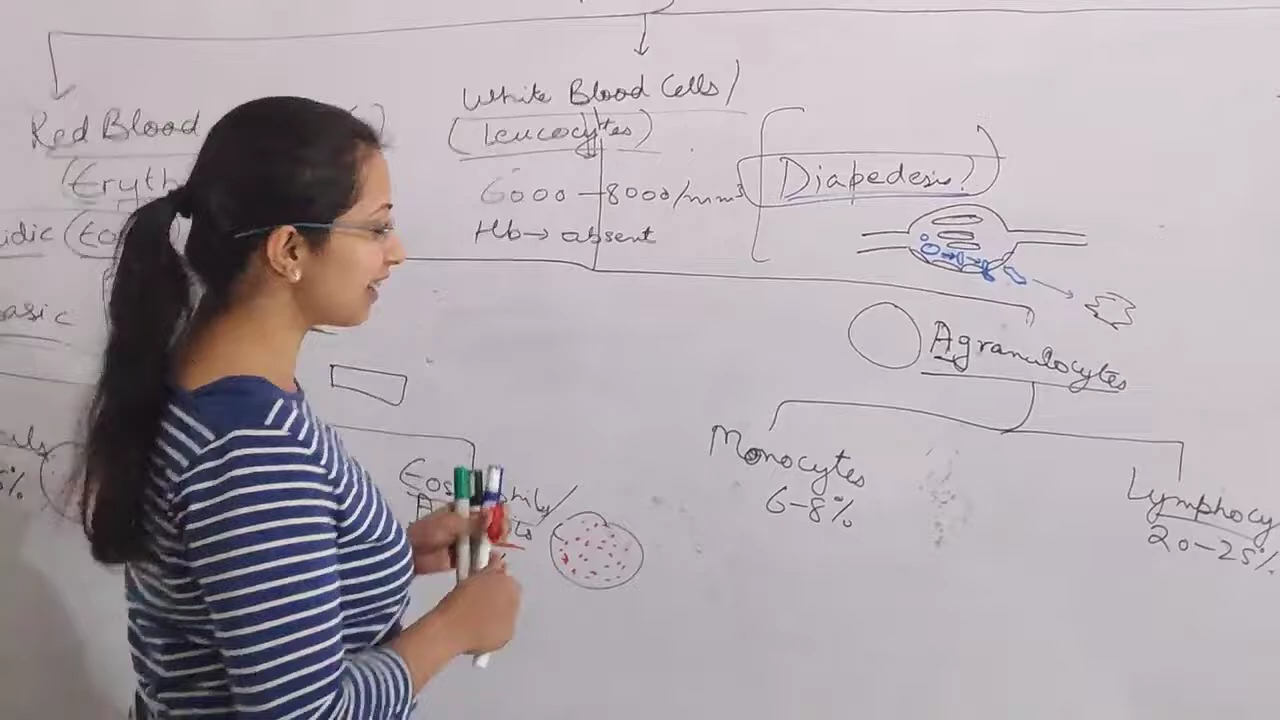 Red Blood
White Blood Cells/
(Leucocytes)
6000-8000/mm3
Hb→ absent
Diapedesis?
(Eryth
idic (Eo
asic
Agranulocytes
Monocytes
6-8%
Lymphocy
20-25%
Eos phils/
A